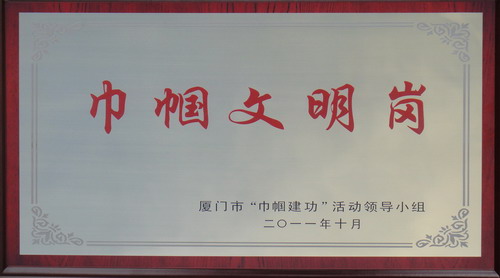 巾帼文明岗
厦门市“巾帼建功”活动领导小组
二〇一一年十月